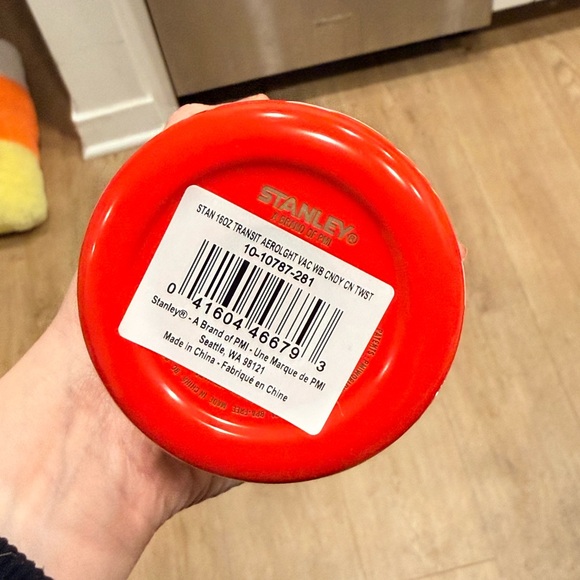 STANLEY®
A BRAND OF PMI
STAN 16OZ TRANSIT AEROLGHT VAC WB CNDY CN TWST
10-10787-281
0 41604 46679 3
Stanley® - A Brand of PMI - Une Marque de PMI
Seattle, WA 98121
Made in China - Fabriqué en Chine